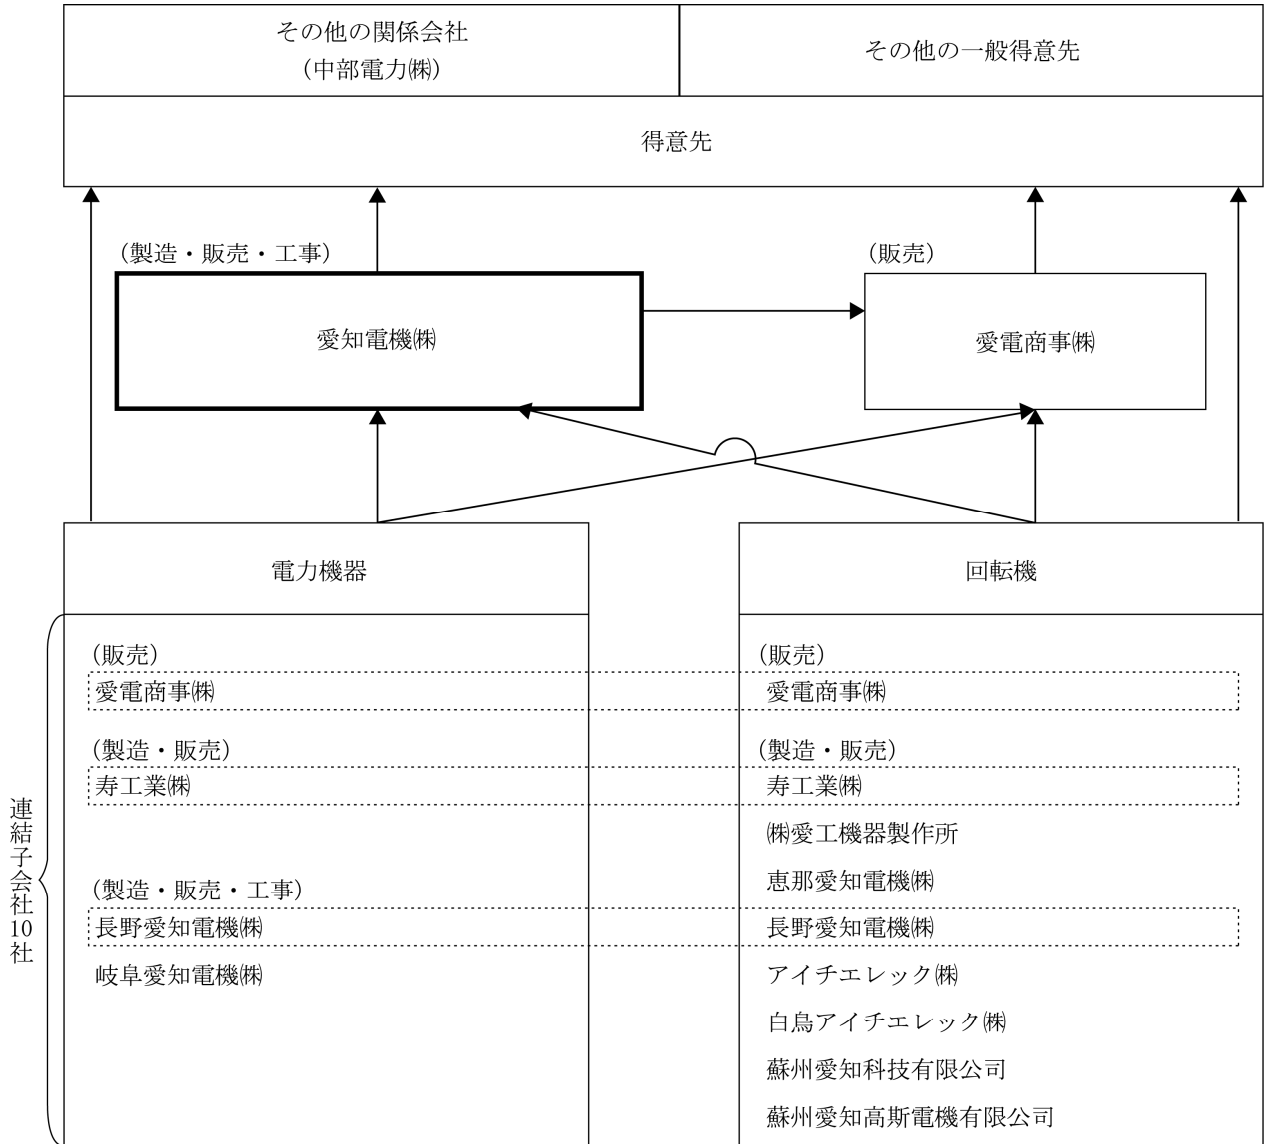 その他の関係会社
(中部電力㈱)
その他の一般得意先
得意先
(製造・販売・工事)
(販売)
愛知電機㈱
愛電商事㈱
電力機器
回転機
連結子会社10社
(販売)
愛電商事㈱
(製造・販売)
寿工業㈱
(製造・販売・工事)
長野愛知電機㈱
岐阜愛知電機㈱
(販売)
愛電商事㈱
(製造・販売)
寿工業㈱
㈱愛工機器製作所
恵那愛知電機㈱
長野愛知電機㈱
アイチエレック㈱
白鳥アイチエレック㈱
蘇州愛知科技有限公司
蘇州愛知高斯電機有限公司